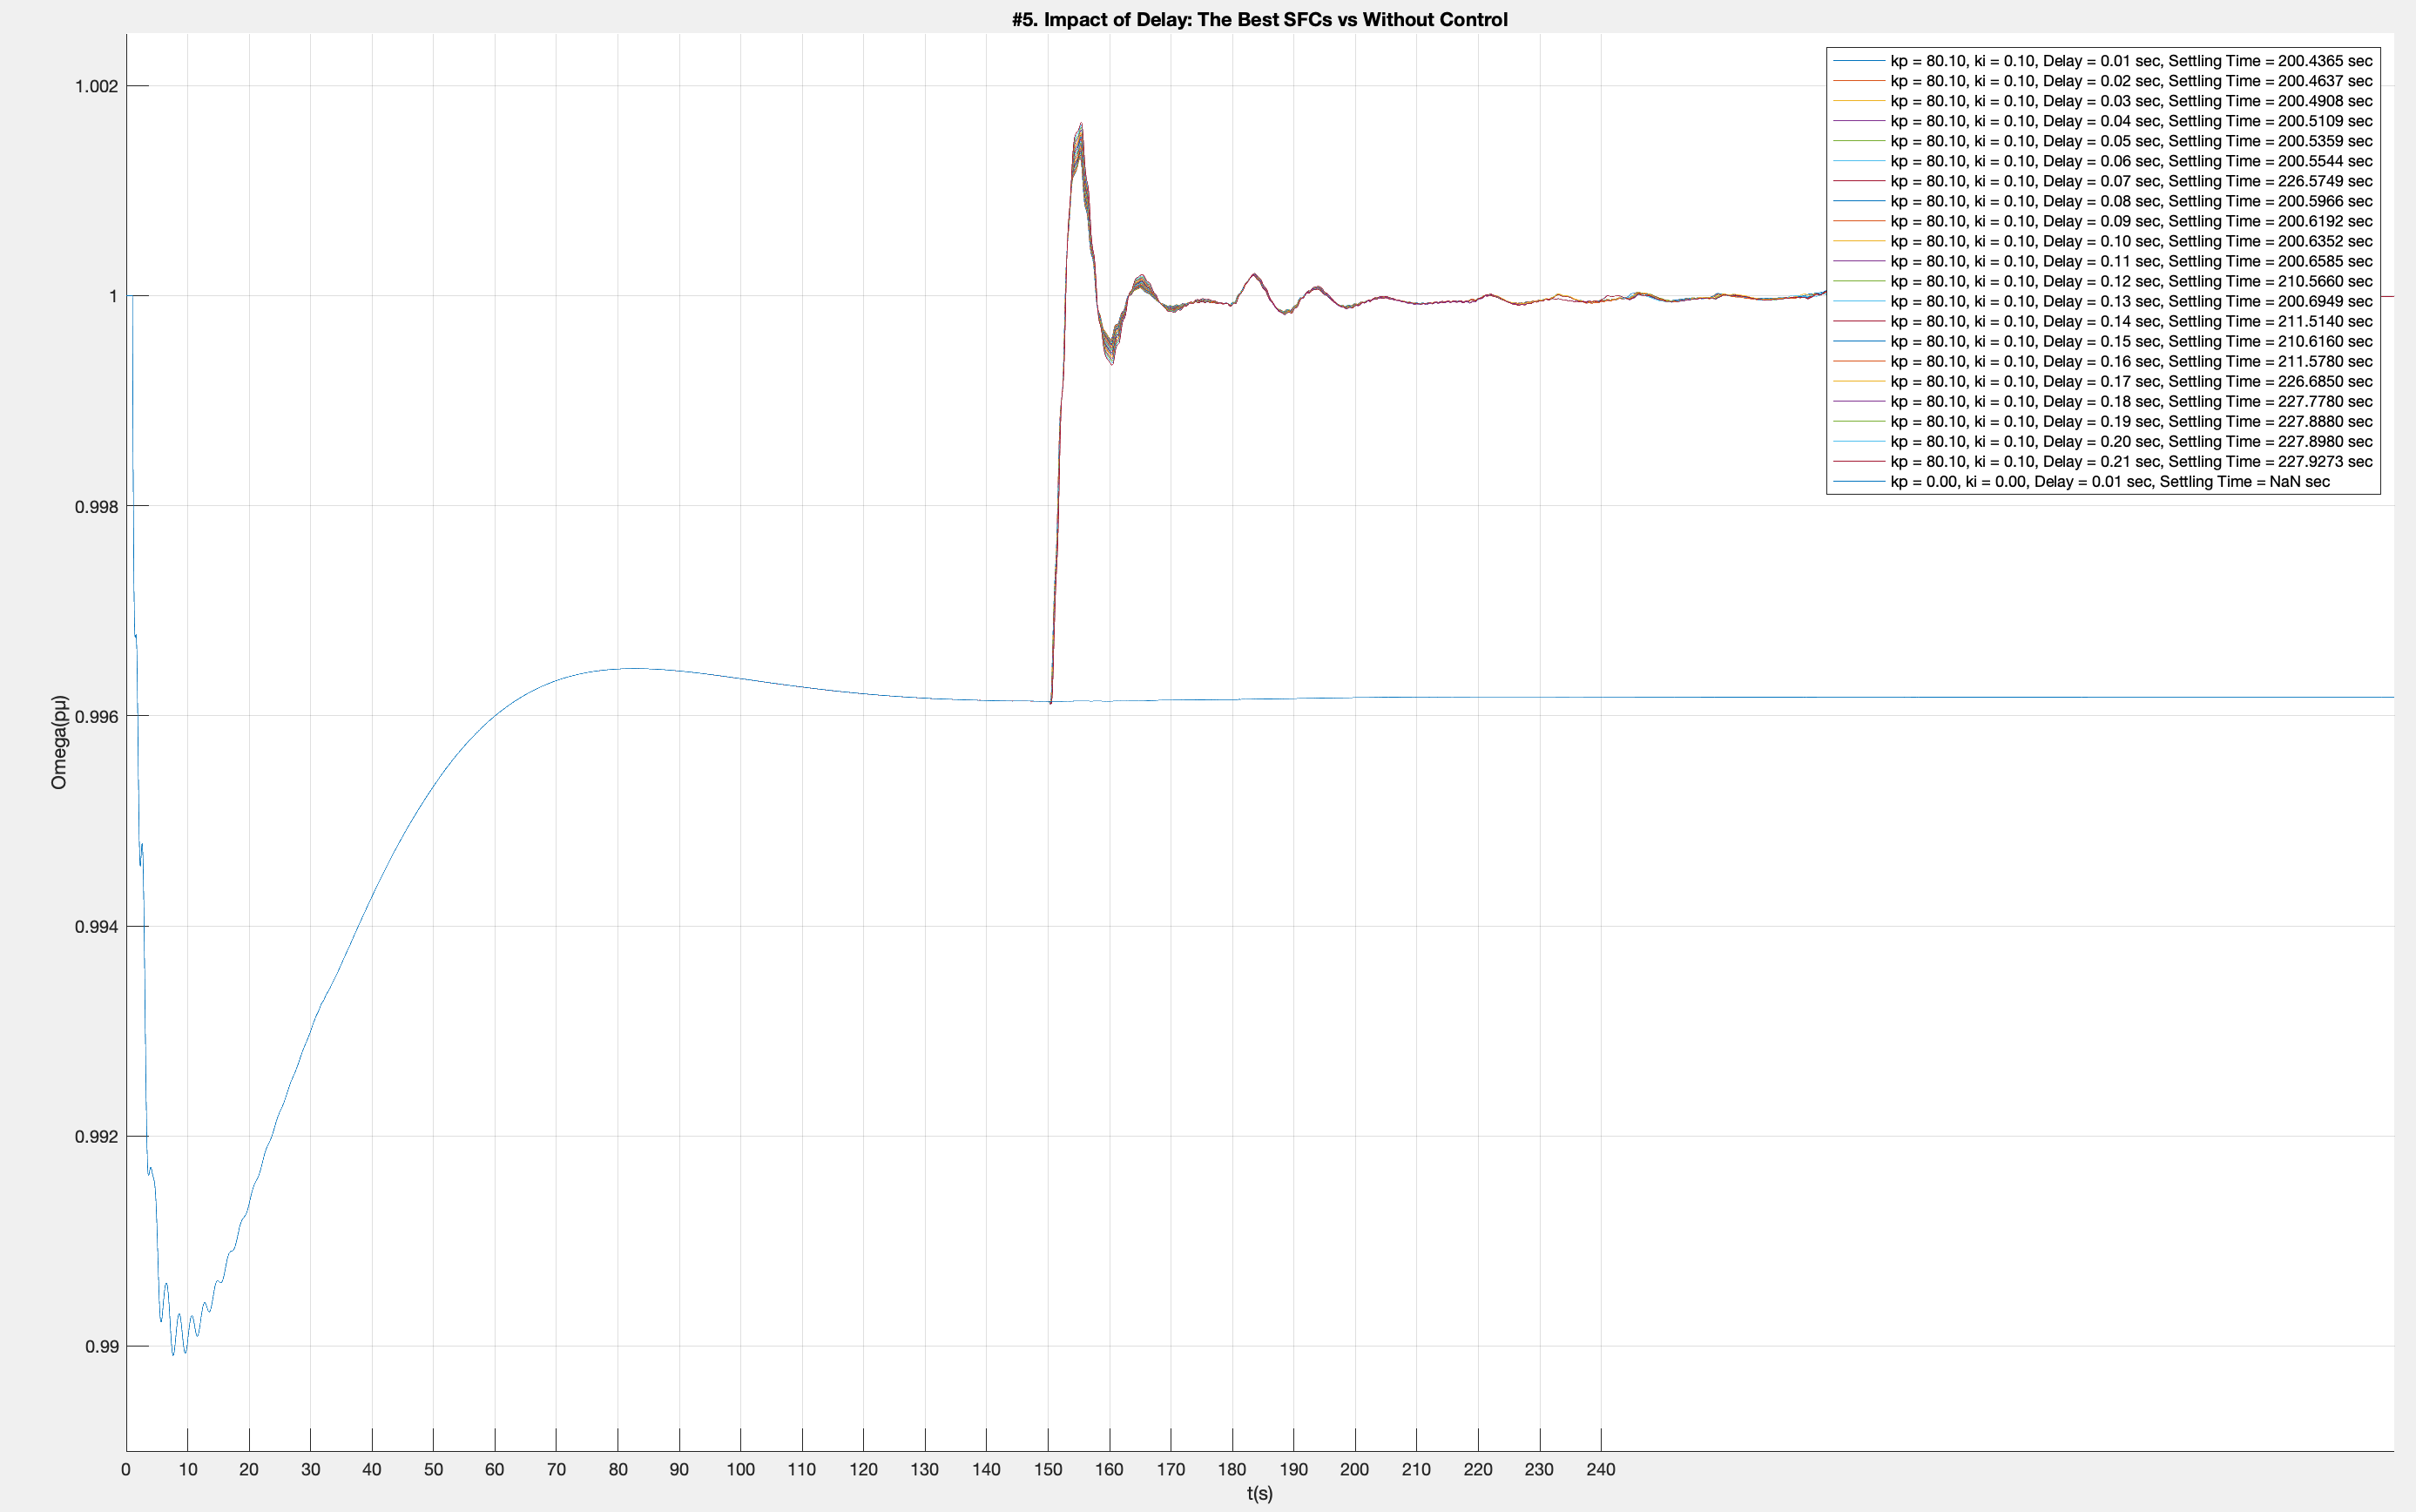 #5. Impact of Delay: The Best SFCs vs Without Control
kp = 80.10, ki = 0.10, Delay = 0.01 sec, Settling Time = 200.4365 sec
kp = 80.10, ki = 0.10, Delay = 0.02 sec, Settling Time = 200.4637 sec
kp = 80.10, ki = 0.10, Delay = 0.03 sec, Settling Time = 200.4908 sec
kp = 80.10, ki = 0.10, Delay = 0.04 sec, Settling Time = 200.5109 sec
kp = 80.10, ki = 0.10, Delay = 0.05 sec, Settling Time = 200.5359 sec
kp = 80.10, ki = 0.10, Delay = 0.06 sec, Settling Time = 200.5544 sec
kp = 80.10, ki = 0.10, Delay = 0.07 sec, Settling Time = 226.5749 sec
kp = 80.10, ki = 0.10, Delay = 0.08 sec, Settling Time = 200.5966 sec
kp = 80.10, ki = 0.10, Delay = 0.09 sec, Settling Time = 200.6192 sec
kp = 80.10, ki = 0.10, Delay = 0.10 sec, Settling Time = 200.6352 sec
kp = 80.10, ki = 0.10, Delay = 0.11 sec, Settling Time = 200.6585 sec
kp = 80.10, ki = 0.10, Delay = 0.12 sec, Settling Time = 210.5660 sec
kp = 80.10, ki = 0.10, Delay = 0.13 sec, Settling Time = 200.6949 sec
kp = 80.10, ki = 0.10, Delay = 0.14 sec, Settling Time = 211.5140 sec
kp = 80.10, ki = 0.10, Delay = 0.15 sec, Settling Time = 210.6160 sec
kp = 80.10, ki = 0.10, Delay = 0.16 sec, Settling Time = 211.5780 sec
kp = 80.10, ki = 0.10, Delay = 0.17 sec, Settling Time = 226.6850 sec
kp = 80.10, ki = 0.10, Delay = 0.18 sec, Settling Time = 227.7780 sec
kp = 80.10, ki = 0.10, Delay = 0.19 sec, Settling Time = 227.8880 sec
kp = 80.10, ki = 0.10, Delay = 0.20 sec, Settling Time = 227.8980 sec
kp = 80.10, ki = 0.10, Delay = 0.21 sec, Settling Time = 227.9273 sec
kp = 0.00, ki = 0.00, Delay = 0.01 sec, Settling Time = NaN sec
1.002
1
0.998
0.996
0.994
0.992
0.99
Omega(pμ)
0 10 20 30 40 50 60 70 80 90 100 110 120 130 140 150 160 170 180 190 200 210 220 230 240
t(s)